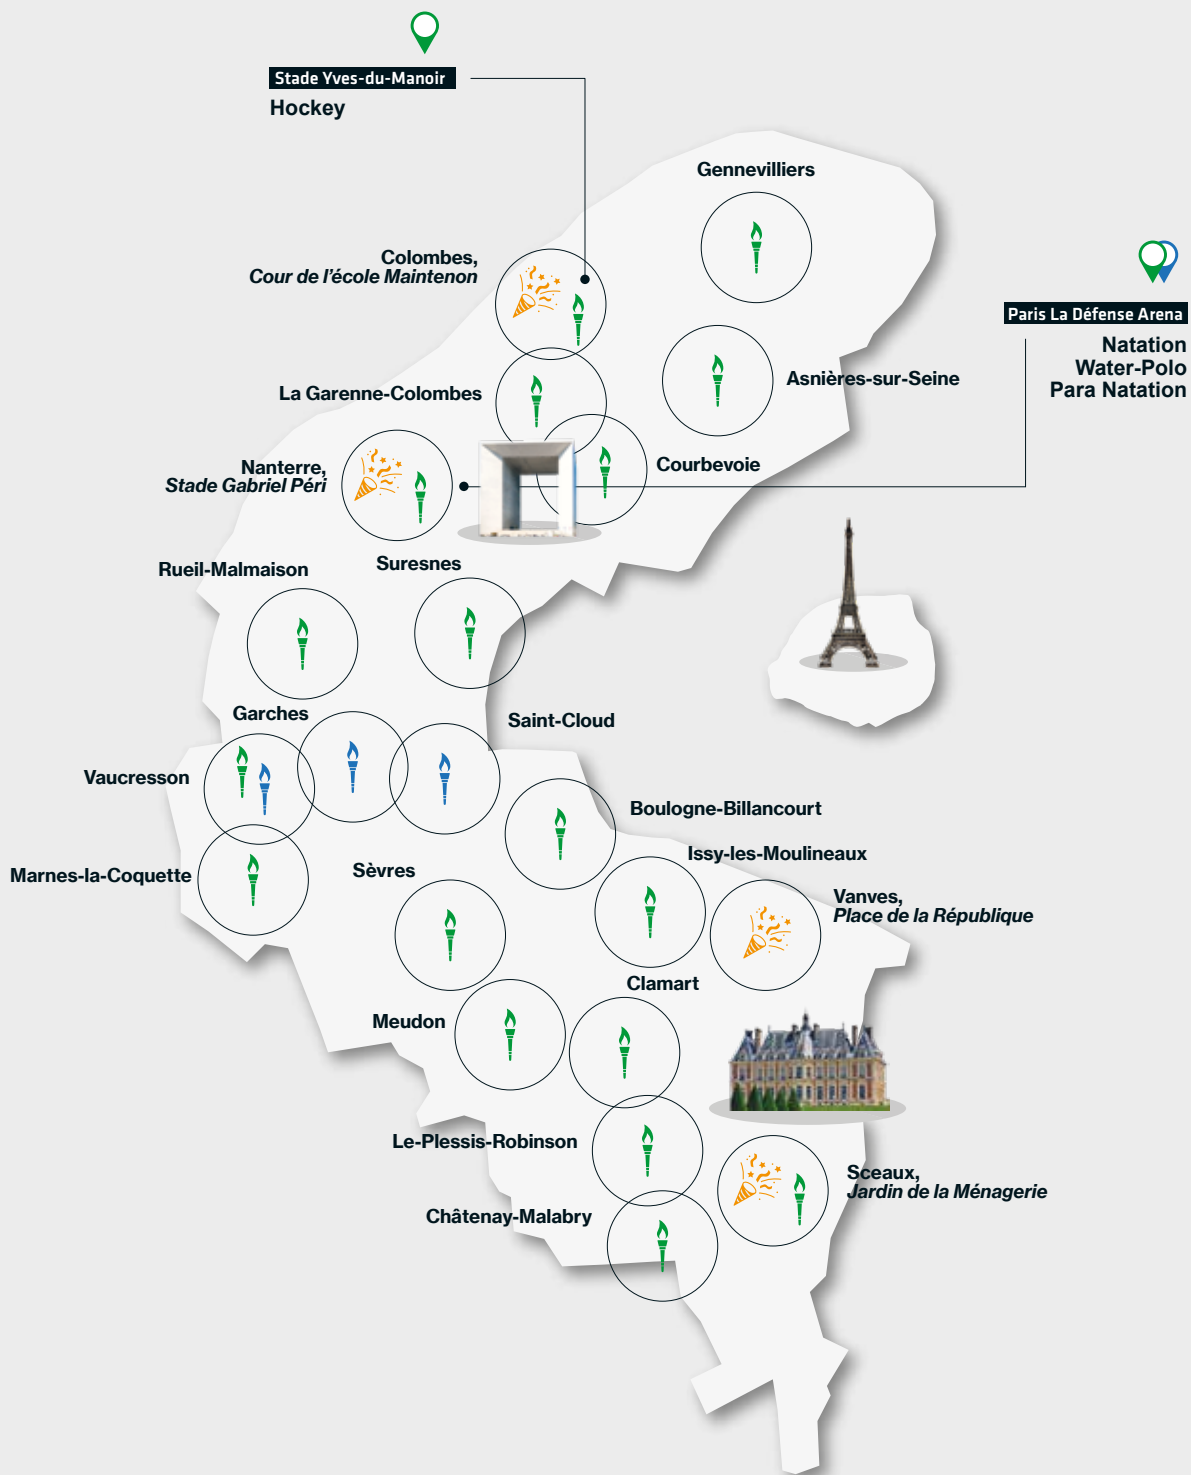 Stade Yves-du-Manoir
Hockey
Gennevilliers
Colombes,
Cour de l'école Maintenon
Paris La Défense Arena
Natation
Water-Polo
Para Natation
Asnières-sur-Seine
La Garenne-Colombes
Courbevoie
Nanterre,
Stade Gabriel Péri
Suresnes
Rueil-Malmaison
Garches
Saint-Cloud
Vaucresson
Boulogne-Billancourt
Issy-les-Moulineaux
Marnes-la-Coquette
Sèvres
Vanves,
Place de la République
Clamart
Meudon
Le-Plessis-Robinson
Sceaux,
Jardin de la Ménagerie
Châtenay-Malabry